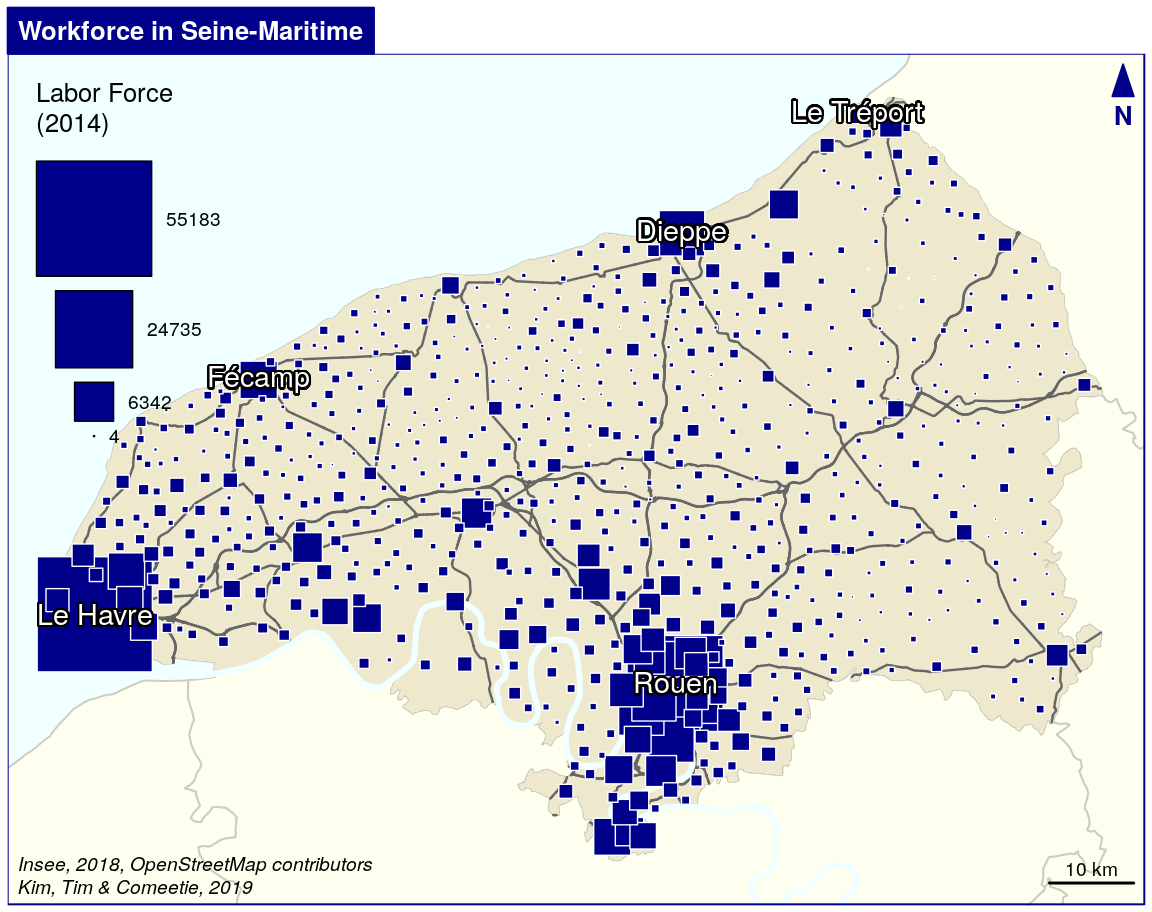 Workforce in Seine-Maritime
Labor Force
(2014)
55183
24735
6342
4
Le Tréport
N
Dieppe
Fécamp
Le Havre
Rouen
Insee, 2018, OpenStreetMap contributors
Kim, Tim & Comeetie, 2019
10 km